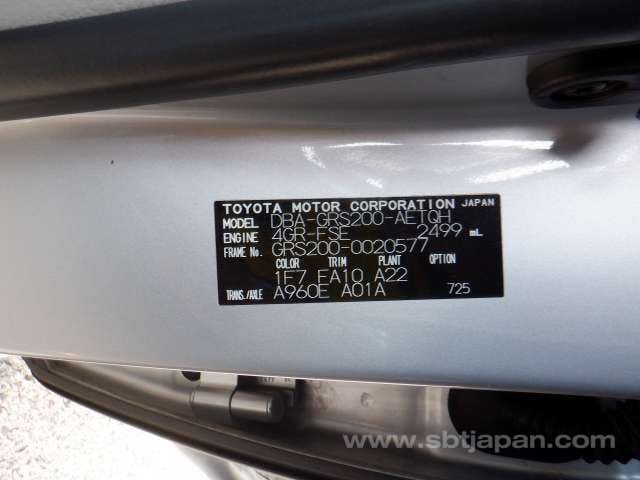 TOYOTA MOTOR CORPORATION JAPAN
MODEL DBA-GRS200-AETQH
ENGINE 4GR-FSE 2499 mL
FRAME No. GRS200-0020577
COLOR TRIM PLANT OPTION
1F7 FA10 A22
TRANS./AXLE A960E A01A 725
www.sbtjapan.com